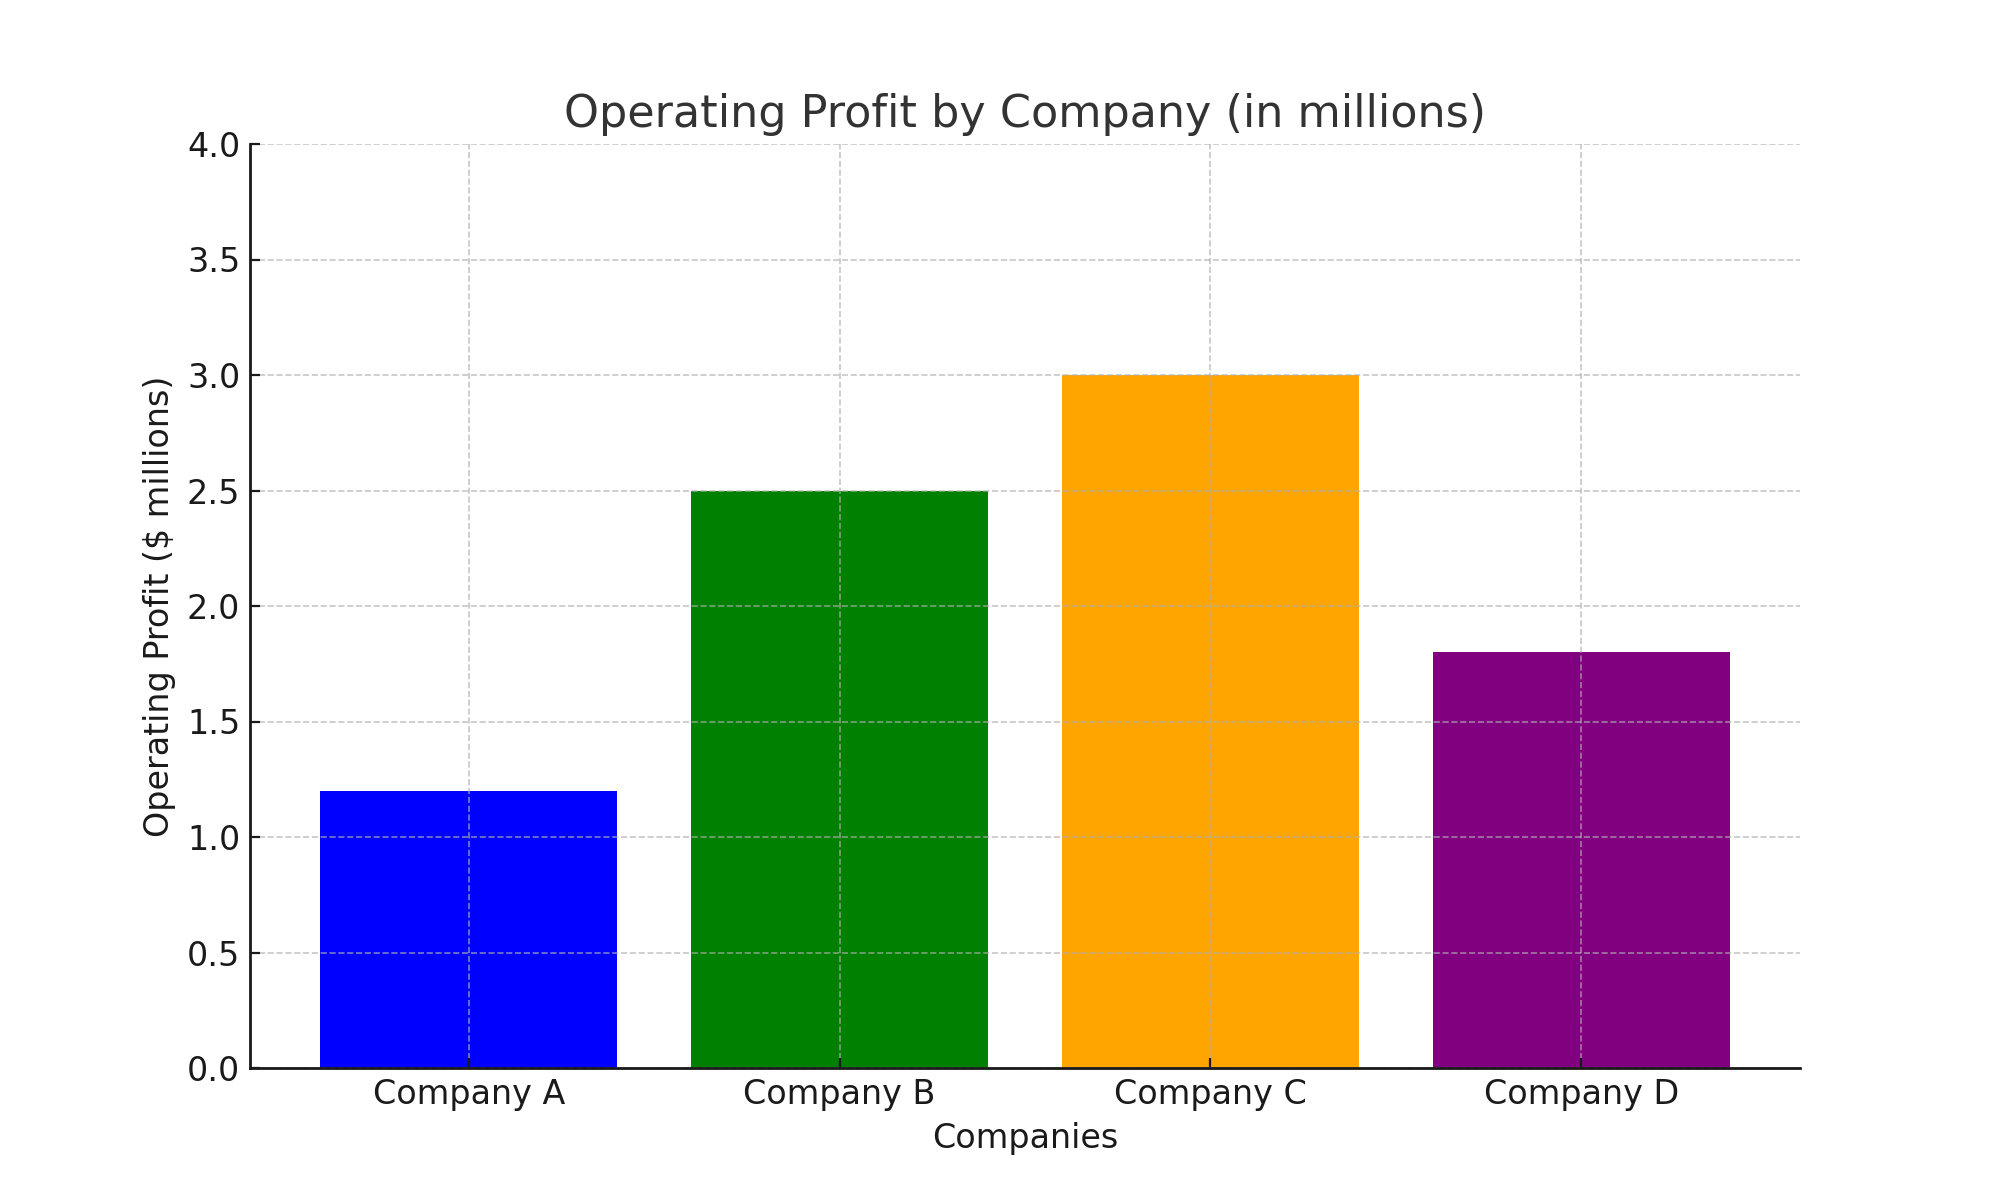 Operating Profit by Company (in millions)
Operating Profit ($ millions)
4.0
3.5
3.0
2.5
2.0
1.5
1.0
0.5
0.0
Company A
Company B
Company C
Company D
Companies